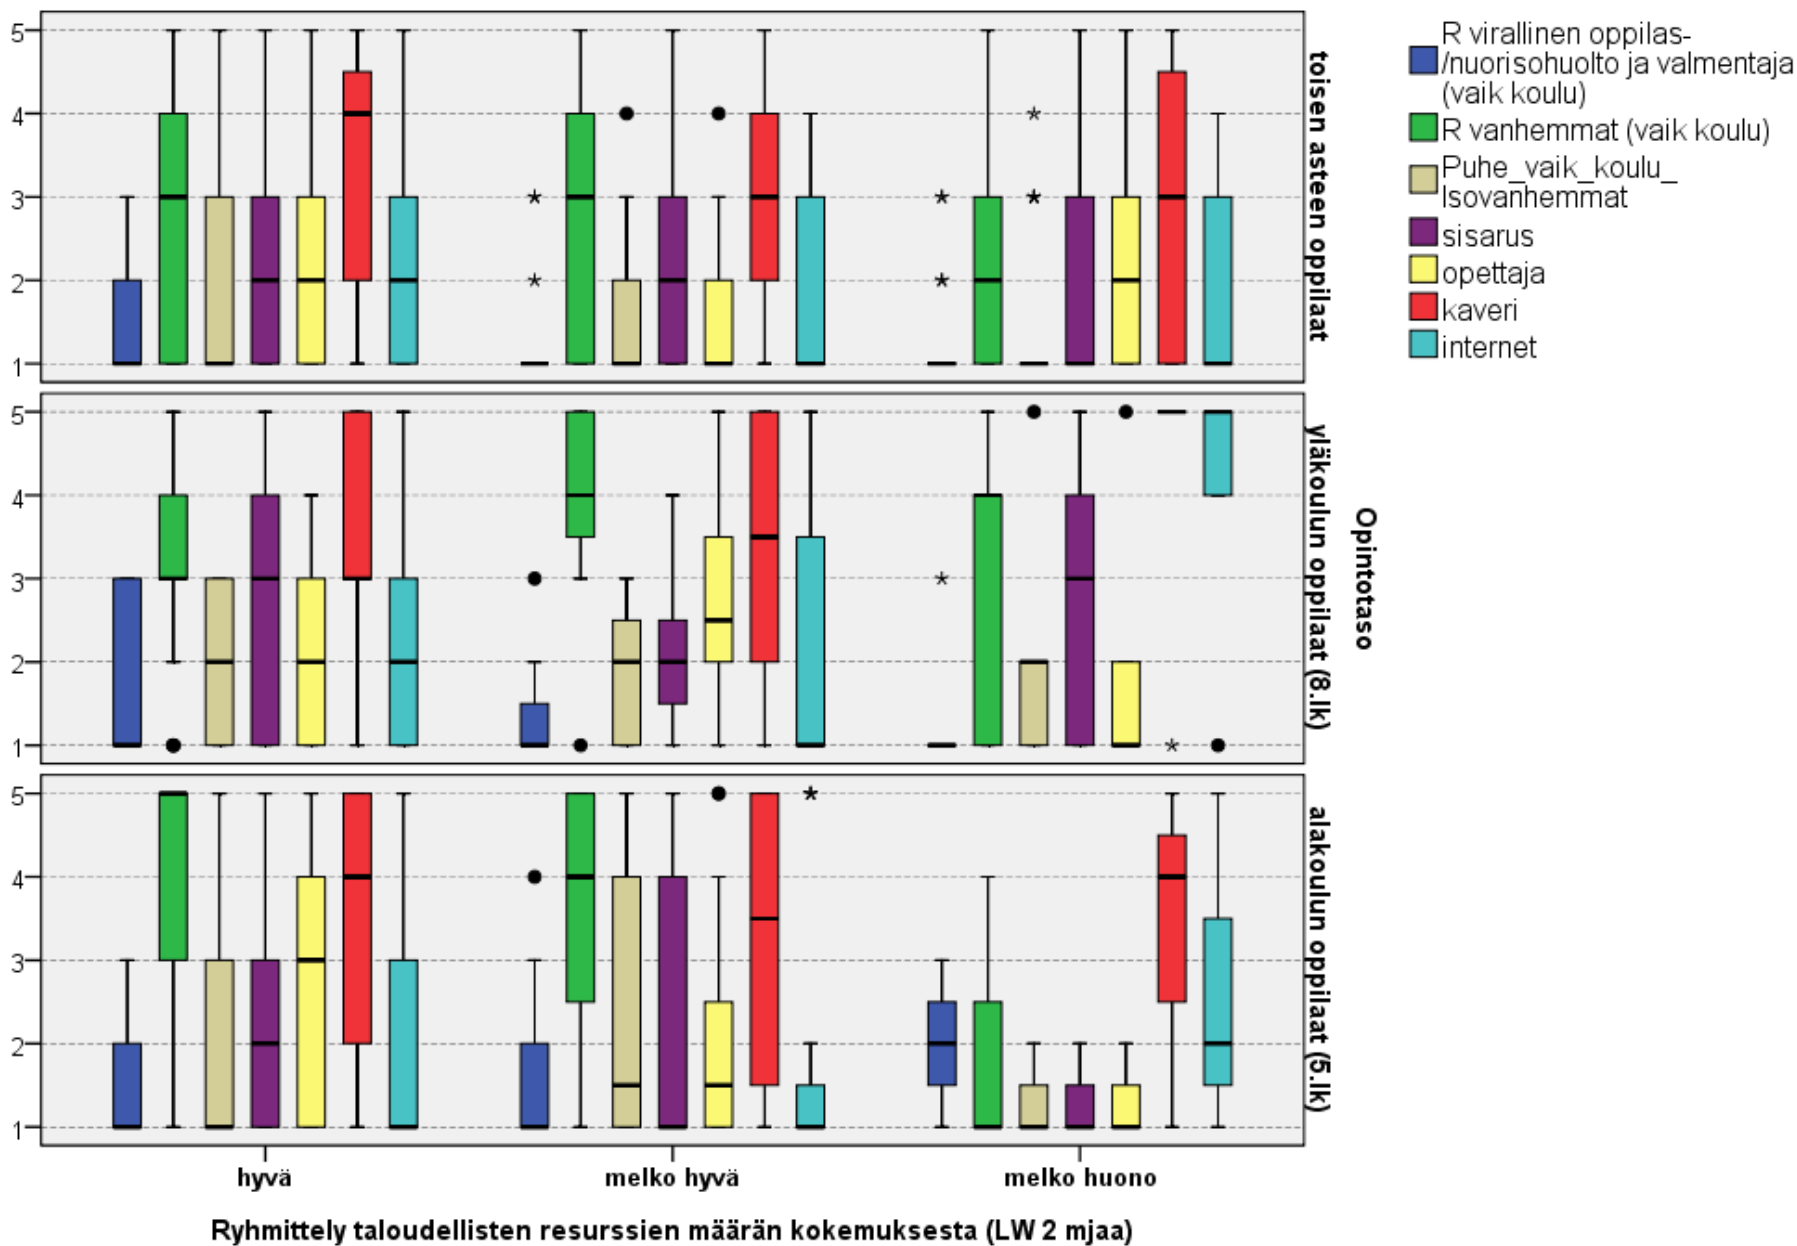 5
4
3
2
1
toisen asteen oppilaat
5
4
3
2
1
yläkoulun oppilaat (8.lk)
5
4
3
2
1
alakoulun oppilaat (5.lk)
Opintotaso
hyvä
melko hyvä
melko huono
Ryhmittely taloudellisten resurssien määrän kokemuksesta (LW 2 mjaa)
R virallinen oppilas-
/nuorisohuolto ja valmentaja
(vaik koulu)
R vanhemmat (vaik koulu)
Puhe_vaik_koulu_
Isovanhemmat
sisarus
opettaja
kaveri
internet